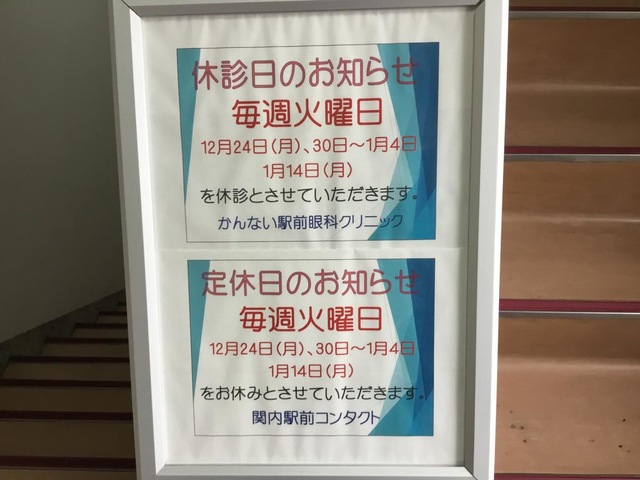 休診日のお知らせ
毎週火曜日
12月24日(月)、30日～1月4日
1月14日(月)
を休診とさせていただきます。
かんない駅前眼科クリニック
定休日のお知らせ
毎週火曜日
12月24日(月)、30日～1月4日
1月14日(月)
をお休みとさせていただきます。
関内駅前コンタクト